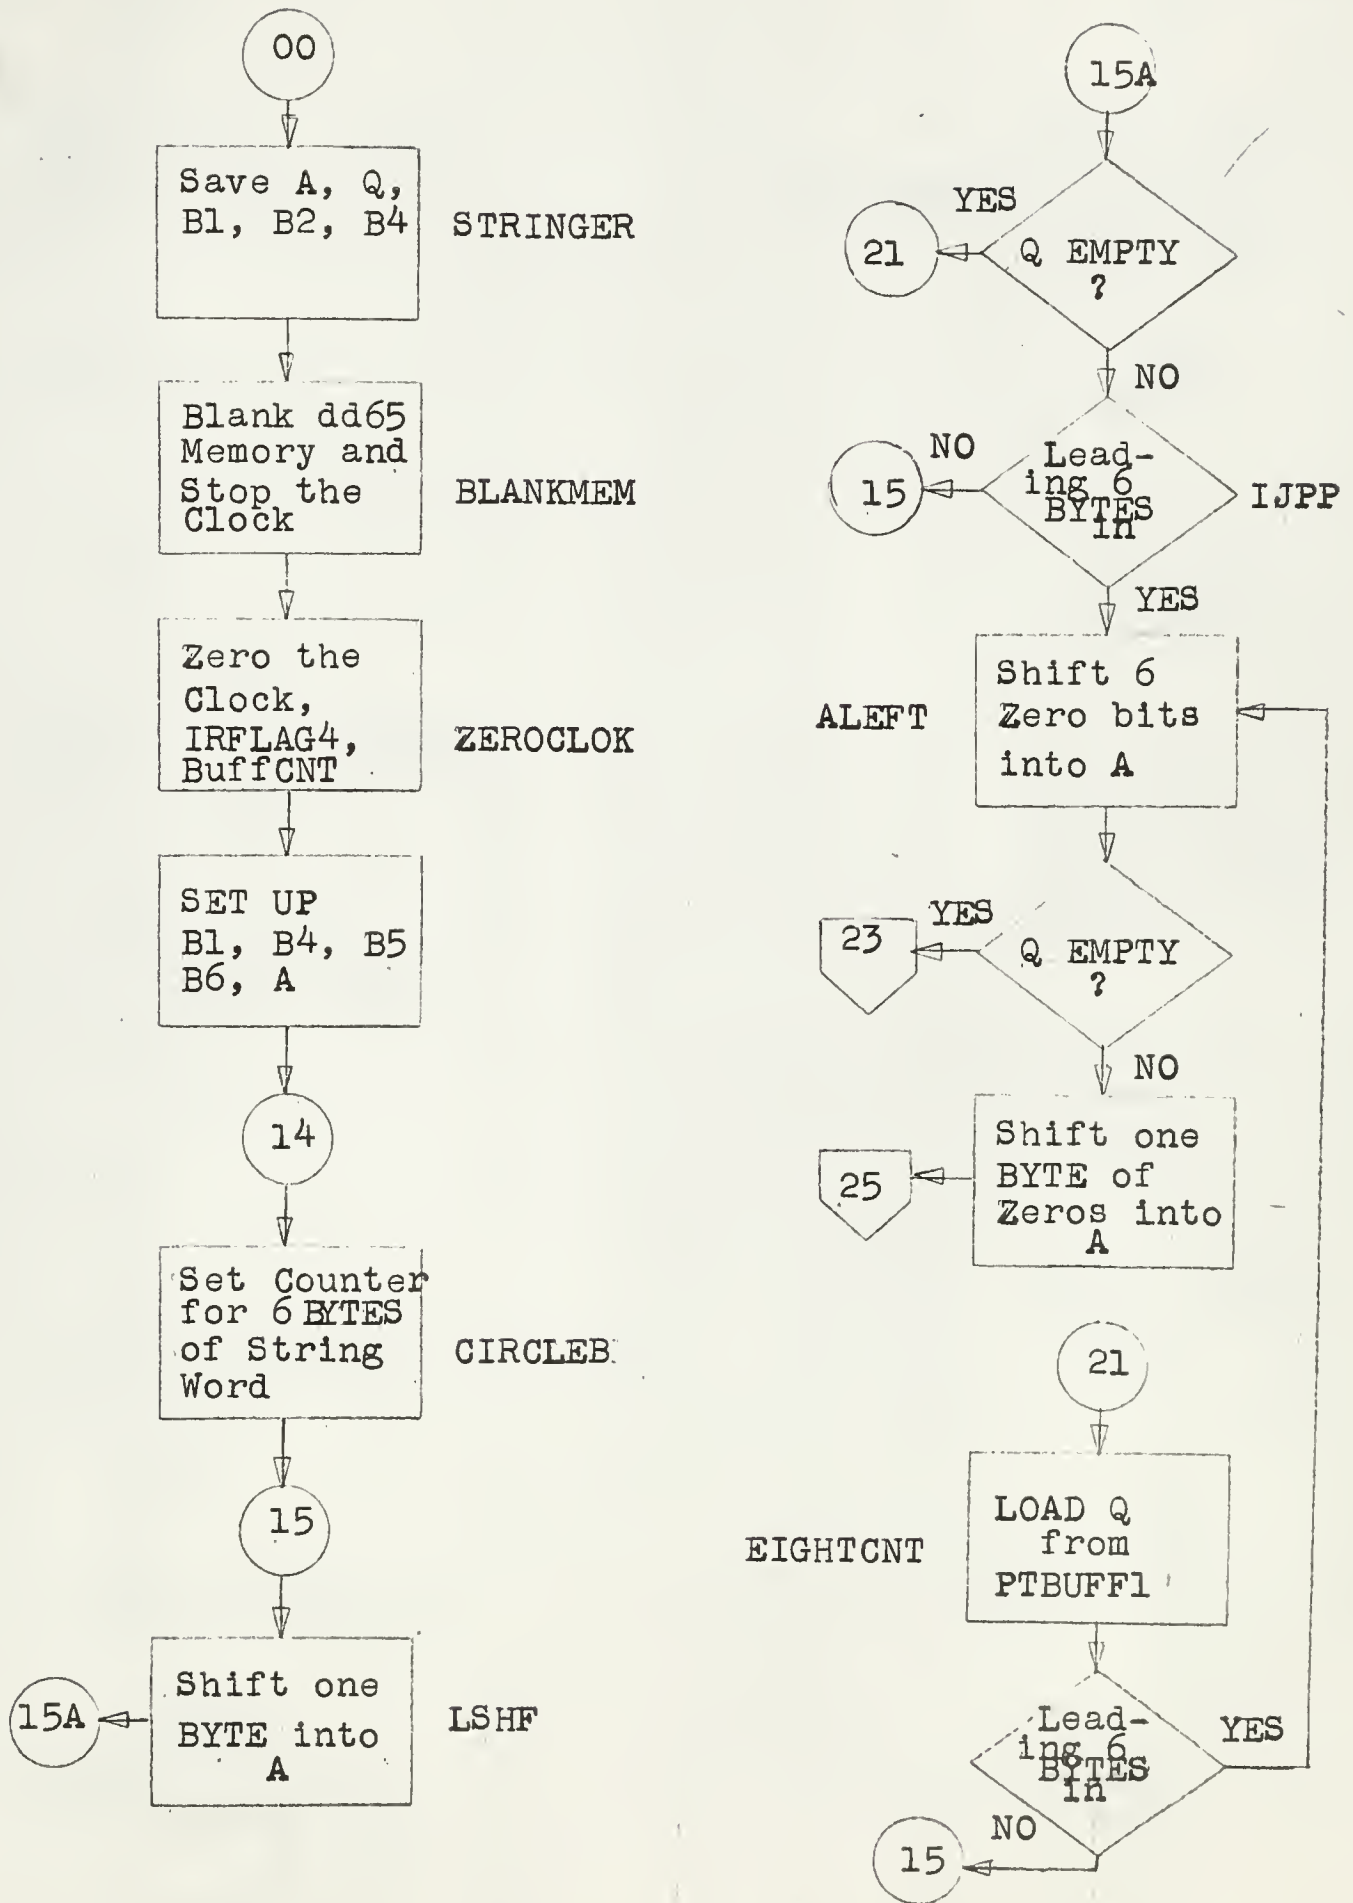 00
Save A, Q,
B1, B2, B4
STRINGER
Blank dd65
Memory and
Stop the
Clock
BLANKMEM
Zero the
Clock,
IRFLAG4,
BuffCNT
ZEROCLOK
SET UP
B1, B4, B5
B6, A
14
Set Counter
for 6 BYTES
of String
Word
CIRCLEB
15
Shift one
BYTE into
A
LSHF
15A
15A
YES
21
Q EMPTY
?
NO
NO
15
Lead-
ing 6
BYTES
in
IJPP
YES
ALEFT
Shift 6
Zero bits
into A
YES
23
Q EMPTY
?
NO
25
Shift one
BYTE of
Zeros into
A
21
EIGHTCNT
LOAD Q
from
PTBUFF1
Lead-
ing 6
BYTES
in
YES
NO
15